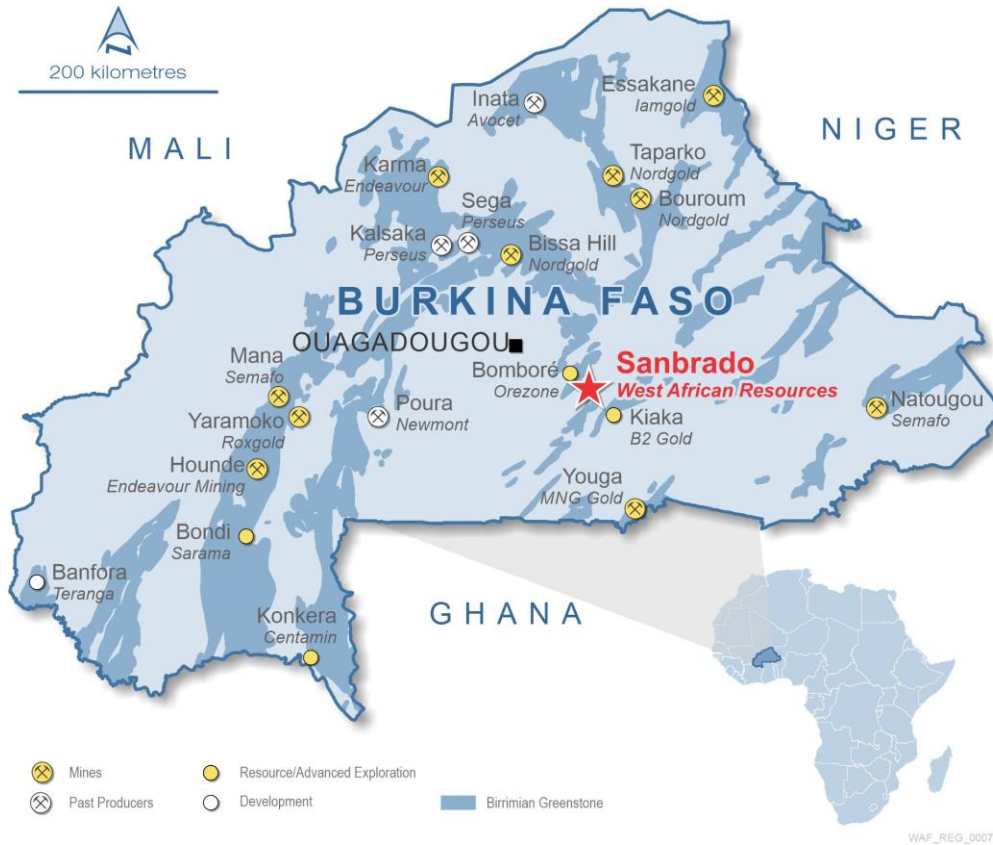 200 kilometres
MALI
NIGER
GHANA
Essakane
Iamgold
Inata
Avocet
Karma
Endeavour
Taparko
Nordgold
Bouroum
Nordgold
Sega
Perseus
Kalsaka
Perseus
Bissa Hill
Nordgold
BURKINA FASO
OUAGADOUGOU
Mana
Semafo
Bomboré
Orezone
Sanbrado
West African Resources
Yaramoko
Roxgold
Poura
Newmont
Kiaka
B2 Gold
Natougou
Semafo
Hounde
Endeavour Mining
Youga
MNG Gold
Bondi
Sarama
Banfora
Teranga
Konkera
Centamin
Mines
Resource/Advanced Exploration
Past Producers
Development
Birrimian Greenstone
WAF_REG_0007